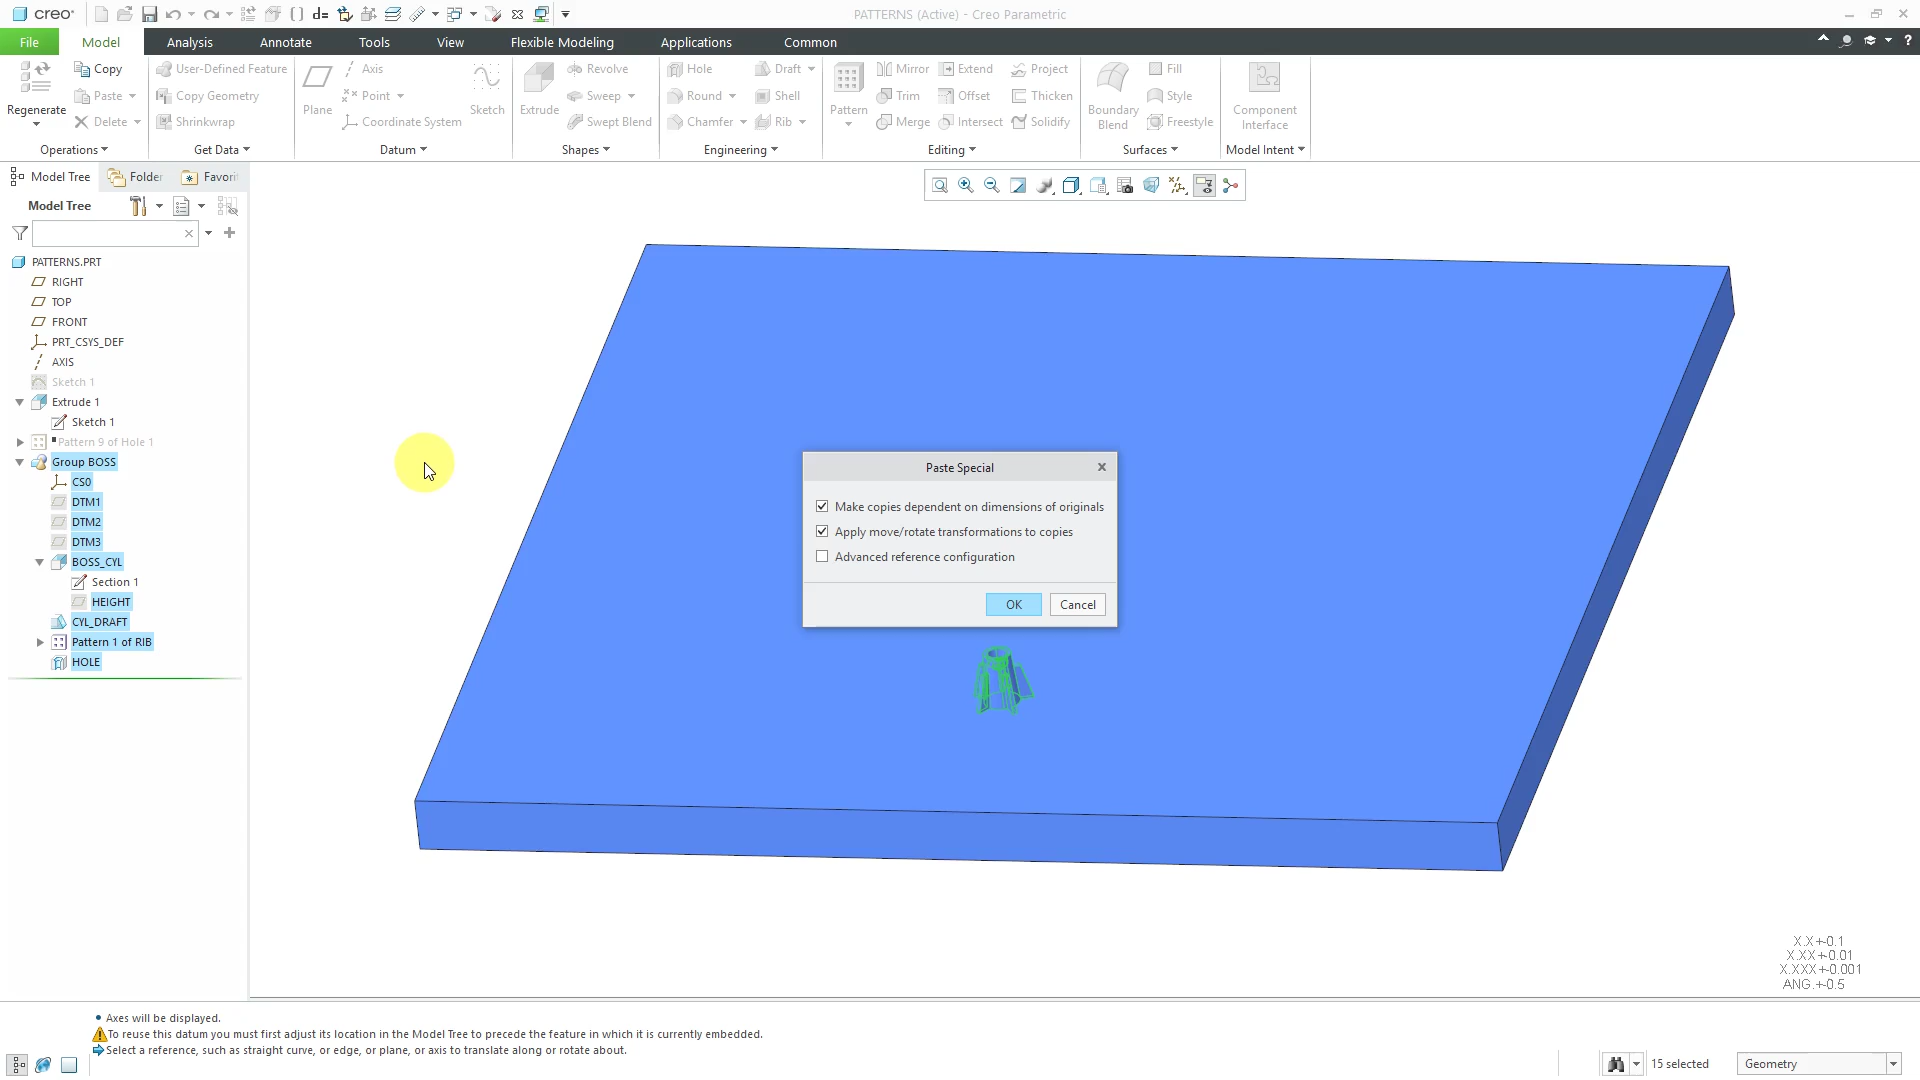 creo
PATTERNS (Active) - Creo Parametric
File Model Analysis Annotate Tools View Flexible Modeling Applications Common
Regenerate
Copy
Paste
Delete
Operations
User-Defined Feature
Copy Geometry
Shrinkwrap
Get Data
Plane
Axis
Point
Coordinate System
Sketch
Datum
Extrude
Revolve
Sweep
Swept Blend
Shapes
Hole
Round
Chamfer
Draft
Shell
Rib
Engineering
Pattern
Mirror
Trim
Merge
Extend
Offset
Intersect
Project
Thicken
Solidify
Editing
Boundary
Blend
Fill
Style
Freestyle
Surfaces
Component
Interface
Model Intent
Model Tree Folder Favori
Model Tree
PATTERNS.PRT
RIGHT
TOP
FRONT
PRT_CSYS_DEF
AXIS
Sketch 1
Extrude 1
Sketch 1
Pattern 9 of Hole 1
Group BOSS
CS0
DTM1
DTM2
DTM3
BOSS_CYL
Section 1
HEIGHT
CYL_DRAFT
Pattern 1 of RIB
HOLE
Paste Special
Make copies dependent on dimensions of originals
Apply move/rotate transformations to copies
Advanced reference configuration
OK Cancel
X.X+-0.1
X.XX+-0.01
X.XXX+-0.001
ANG.+-0.5
Axes will be displayed.
To reuse this datum you must first adjust its location in the Model Tree to precede the feature in which it is currently embedded.
Select a reference, such as straight curve, or edge, or plane, or axis to translate along or rotate about.
15 selected
Geometry